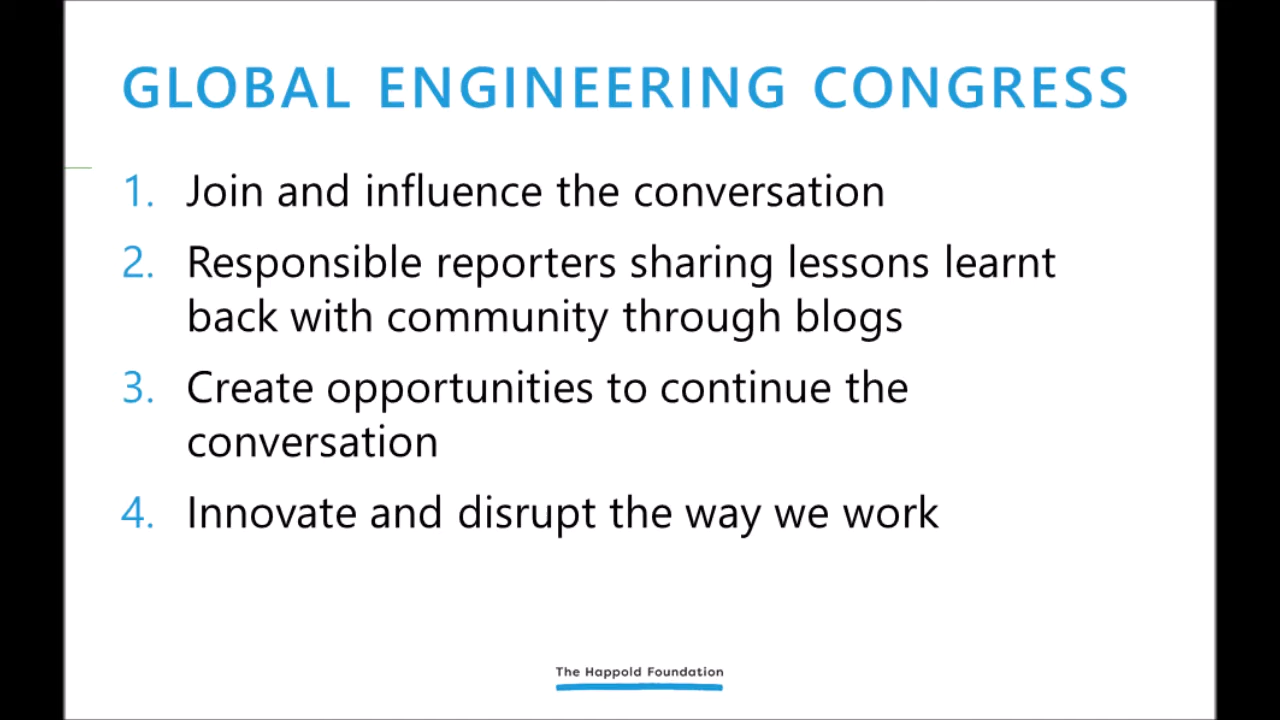 GLOBAL ENGINEERING CONGRESS
1. Join and influence the conversation
2. Responsible reporters sharing lessons learnt
back with community through blogs
3. Create opportunities to continue the
conversation
4. Innovate and disrupt the way we work
The Happold Foundation